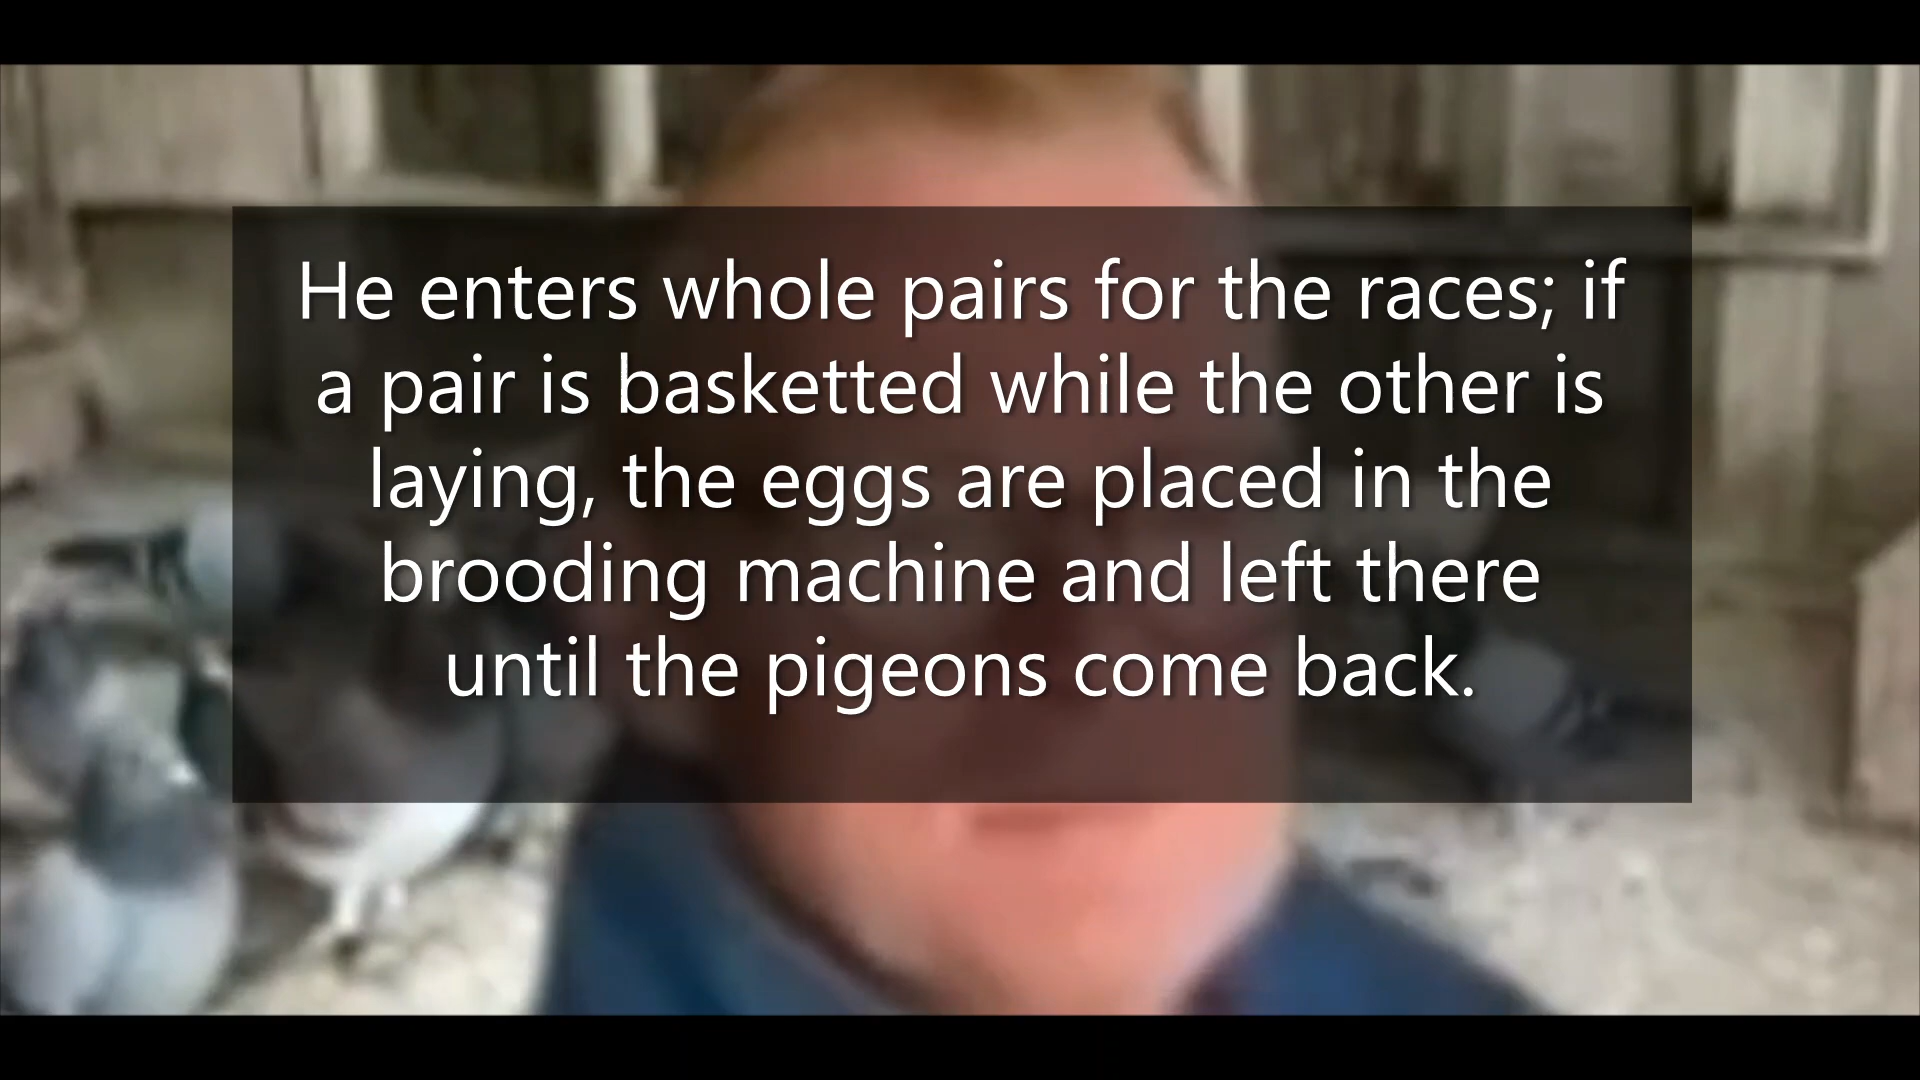 He enters whole pairs for the races; if
a pair is basketted while the other is
laying, the eggs are placed in the
brooding machine and left there
until the pigeons come back.